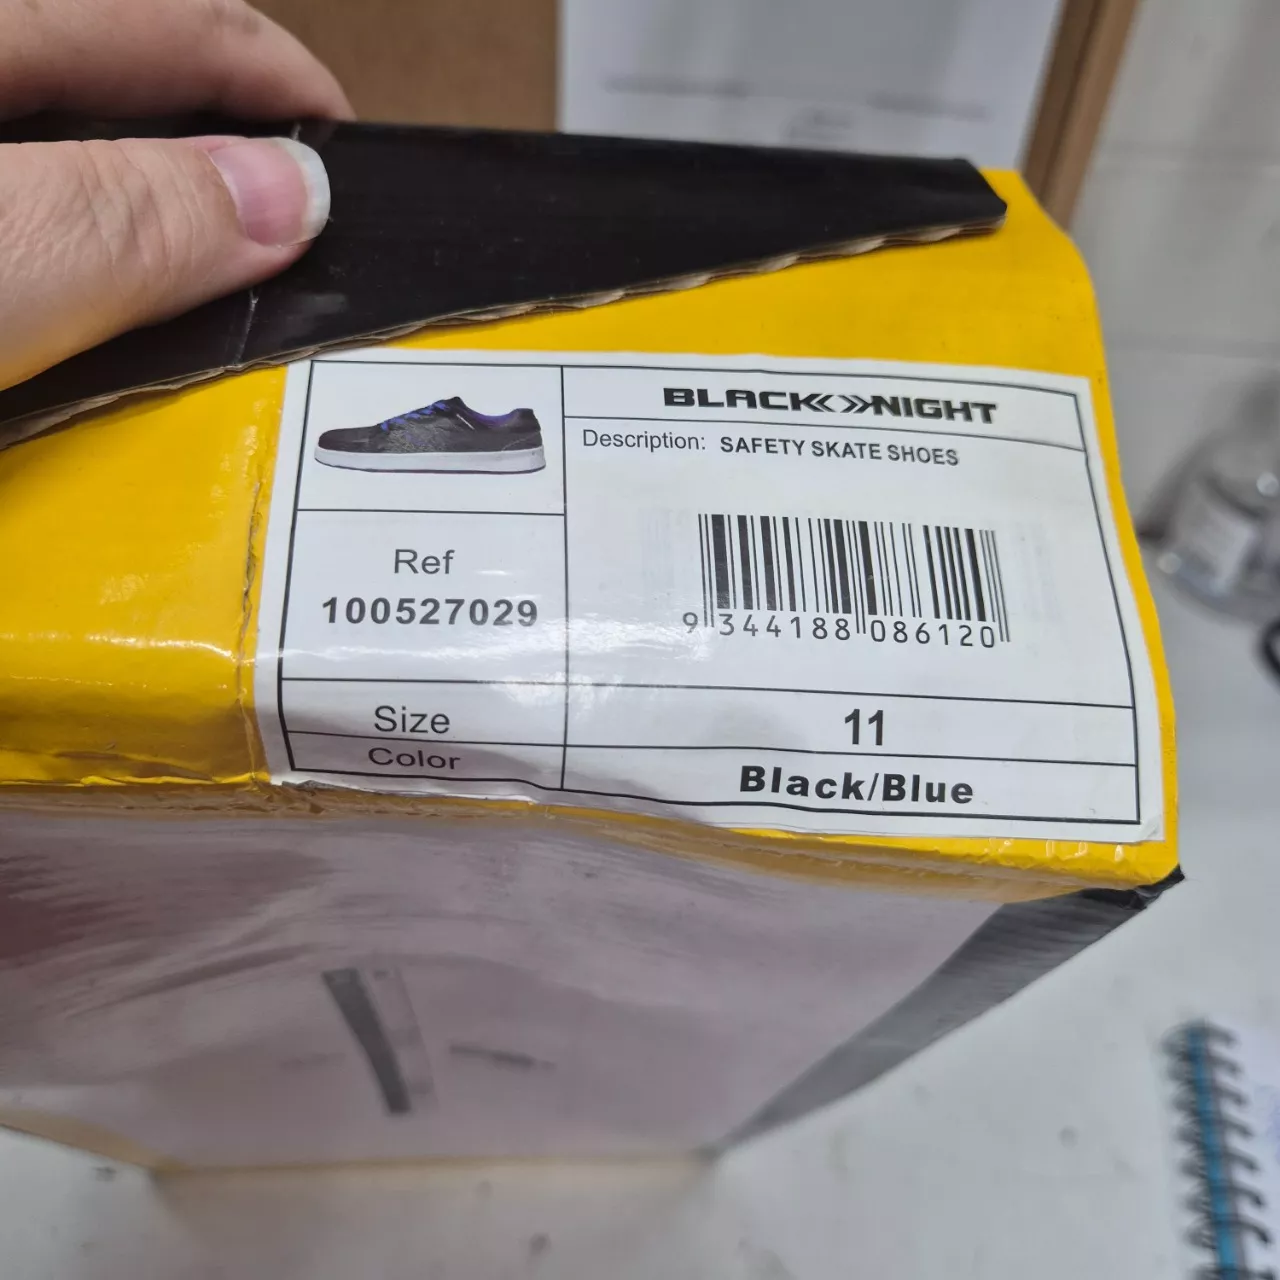 BLACK NIGHT
Description: SAFETY SKATE SHOES
Ref
100527029
9 344188 086120
Size 11
Color Black/Blue